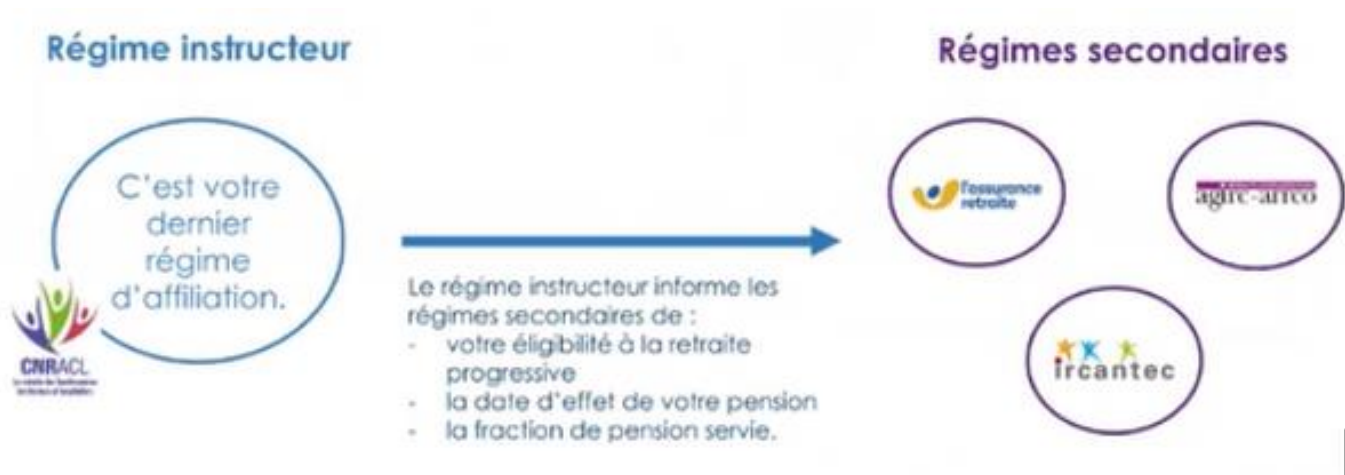 Régime instructeur
Régimes secondaires
C'est votre
dernier
régime
d'affiliation.
CNRACL
Le régime instructeur informe les
régimes secondaires de :
- votre éligibilité à la retraite
progressive
- la date d'effet de votre pension
- la fraction de pension servie.
l'assurance
retraite
agirc-arrco
ircantec